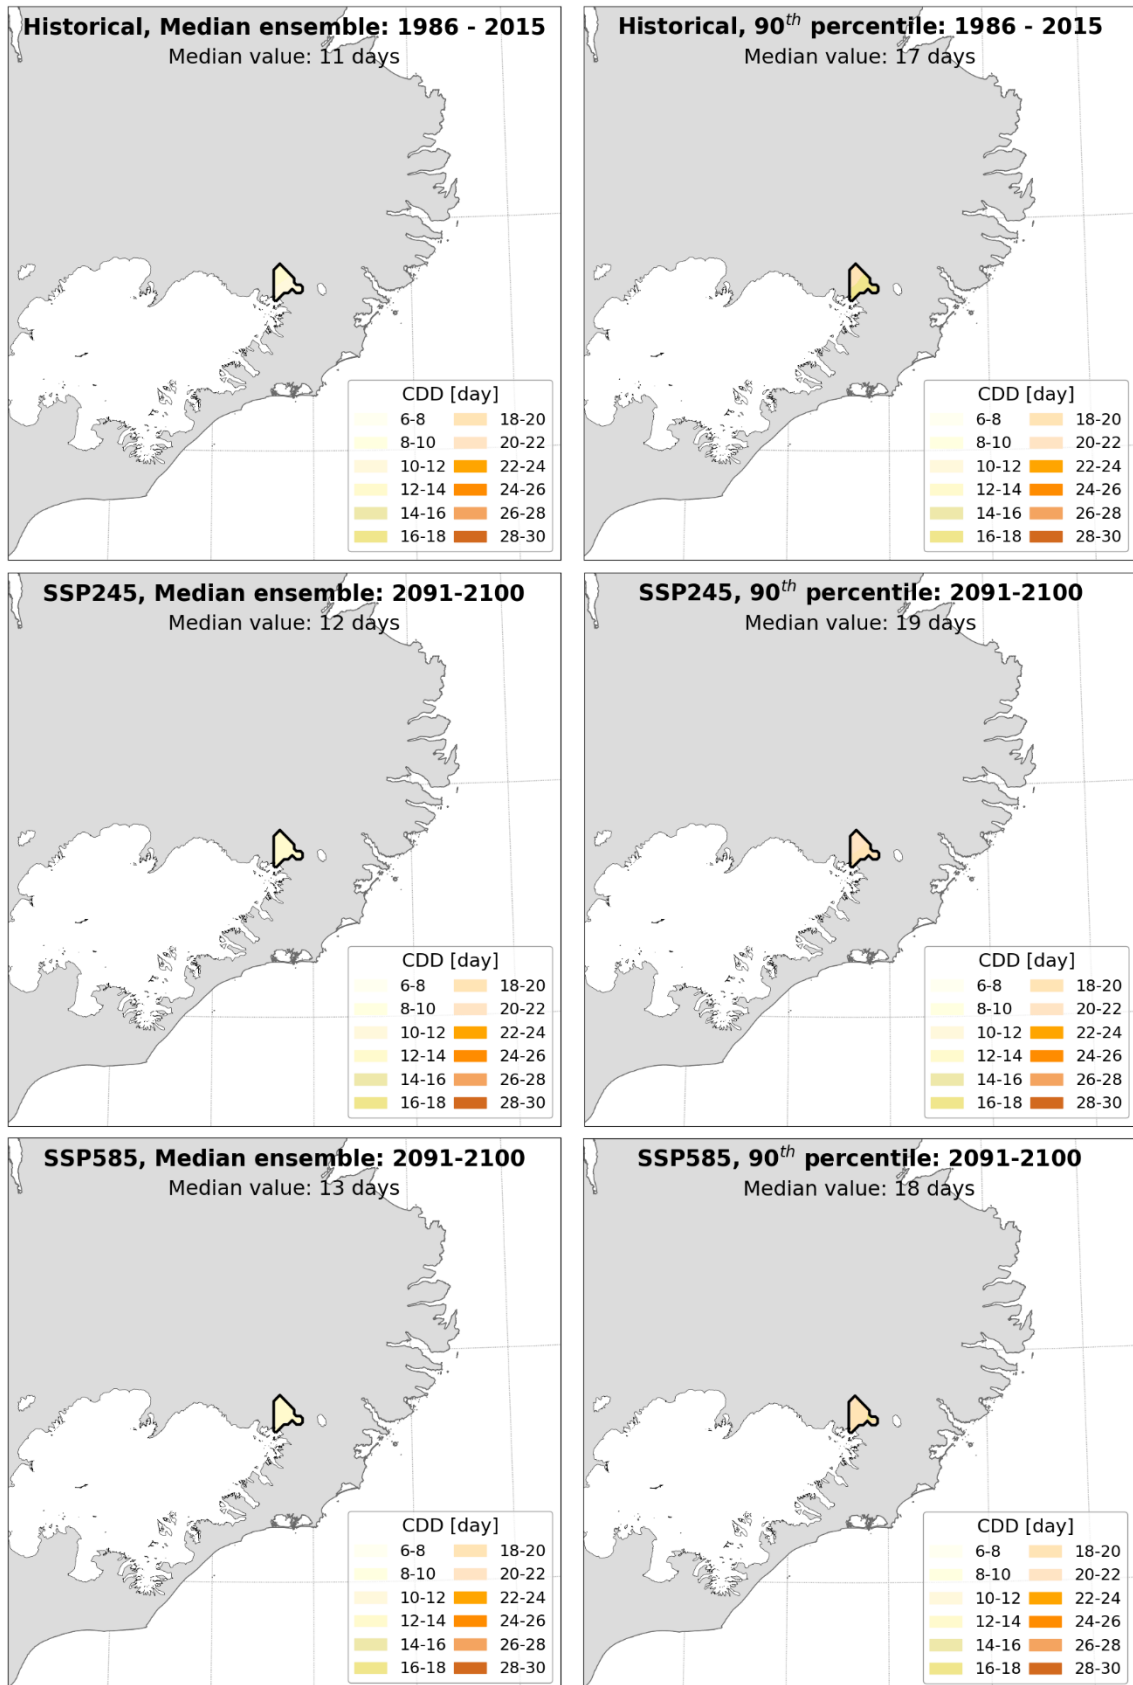 Historical, Median ensemble: 1986 - 2015
Median value: 11 days
CDD [day]
6-8 18-20
8-10 20-22
10-12 22-24
12-14 24-26
14-16 26-28
16-18 28-30
Historical, 90th percentile: 1986 - 2015
Median value: 17 days
CDD [day]
6-8 18-20
8-10 20-22
10-12 22-24
12-14 24-26
14-16 26-28
16-18 28-30
SSP245, Median ensemble: 2091-2100
Median value: 12 days
CDD [day]
6-8 18-20
8-10 20-22
10-12 22-24
12-14 24-26
14-16 26-28
16-18 28-30
SSP245, 90th percentile: 2091-2100
Median value: 19 days
CDD [day]
6-8 18-20
8-10 20-22
10-12 22-24
12-14 24-26
14-16 26-28
16-18 28-30
SSP585, Median ensemble: 2091-2100
Median value: 13 days
CDD [day]
6-8 18-20
8-10 20-22
10-12 22-24
12-14 24-26
14-16 26-28
16-18 28-30
SSP585, 90th percentile: 2091-2100
Median value: 18 days
CDD [day]
6-8 18-20
8-10 20-22
10-12 22-24
12-14 24-26
14-16 26-28
16-18 28-30